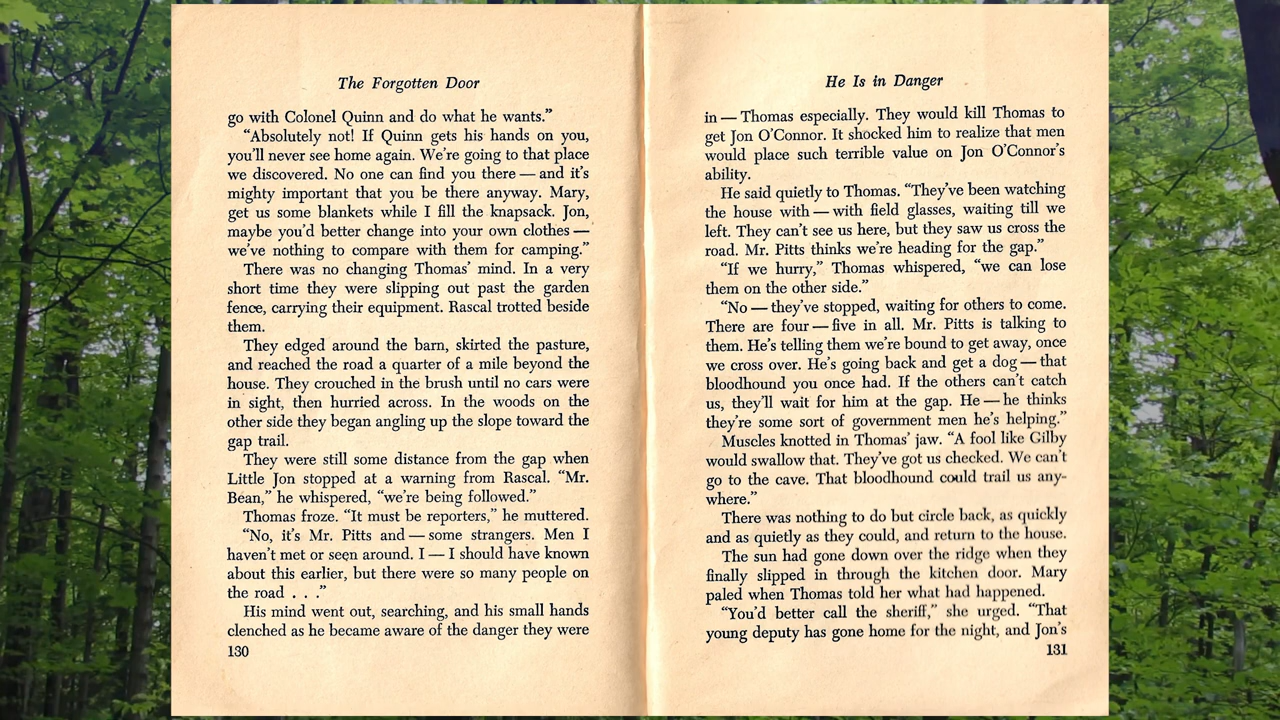 The Forgotten Door
go with Colonel Quinn and do what he wants.”
“Absolutely not! If Quinn gets his hands on you,
you’ll never see home again. We’re going to that place
we discovered. No one can find you there — and it’s
mighty important that you be there anyway. Mary,
get us some blankets while I fill the knapsack. Jon,
maybe you’d better change into your own clothes —
we’ve nothing to compare with them for camping.”
There was no changing Thomas’ mind. In a very
short time they were slipping out past the garden
fence, carrying their equipment. Rascal trotted beside
them.
They edged around the barn, skirted the pasture,
and reached the road a quarter of a mile beyond the
house. They crouched in the brush until no cars were
in sight, then hurried across. In the woods on the
other side they began angling up the slope toward the
gap trail.
They were still some distance from the gap when
Little Jon stopped at a warning from Rascal. “Mr.
Bean,” he whispered, “we’re being followed.”
Thomas froze. “It must be reporters,” he muttered.
“No, it’s Mr. Pitts and — some strangers. Men I
haven’t met or seen around. I — I should have known
about this earlier, but there were so many people on
the road . . .”
His mind went out, searching, and his small hands
clenched as he became aware of the danger they were
130
He Is in Danger
in — Thomas especially. They would kill Thomas to
get Jon O’Connor. It shocked him to realize that men
would place such terrible value on Jon O’Connor’s
ability.
He said quietly to Thomas. “They’ve been watching
the house with — with field glasses, waiting till we
left. They can’t see us here, but they saw us cross the
road. Mr. Pitts thinks we’re heading for the gap.”
“If we hurry,” Thomas whispered, “we can lose
them on the other side.”
“No — they’ve stopped, waiting for others to come.
There are four — five in all. Mr. Pitts is talking to
them. He’s telling them we’re bound to get away, once
we cross over. He’s going back and get a dog — that
bloodhound you once had. If the others can’t catch
us, they’ll wait for him at the gap. He — he thinks
they’re some sort of government men he’s helping.”
Muscles knotted in Thomas’ jaw. “A fool like Gilby
would swallow that. They’ve got us checked. We can’t
go to the cave. That bloodhound could trail us any-
where.”
There was nothing to do but circle back, as quickly
and as quietly as they could, and return to the house.
The sun had gone down over the ridge when they
finally slipped in through the kitchen door. Mary
paled when Thomas told her what had happened.
“You’d better call the sheriff,” she urged. “That
young deputy has gone home for the night, and Jon’s
131